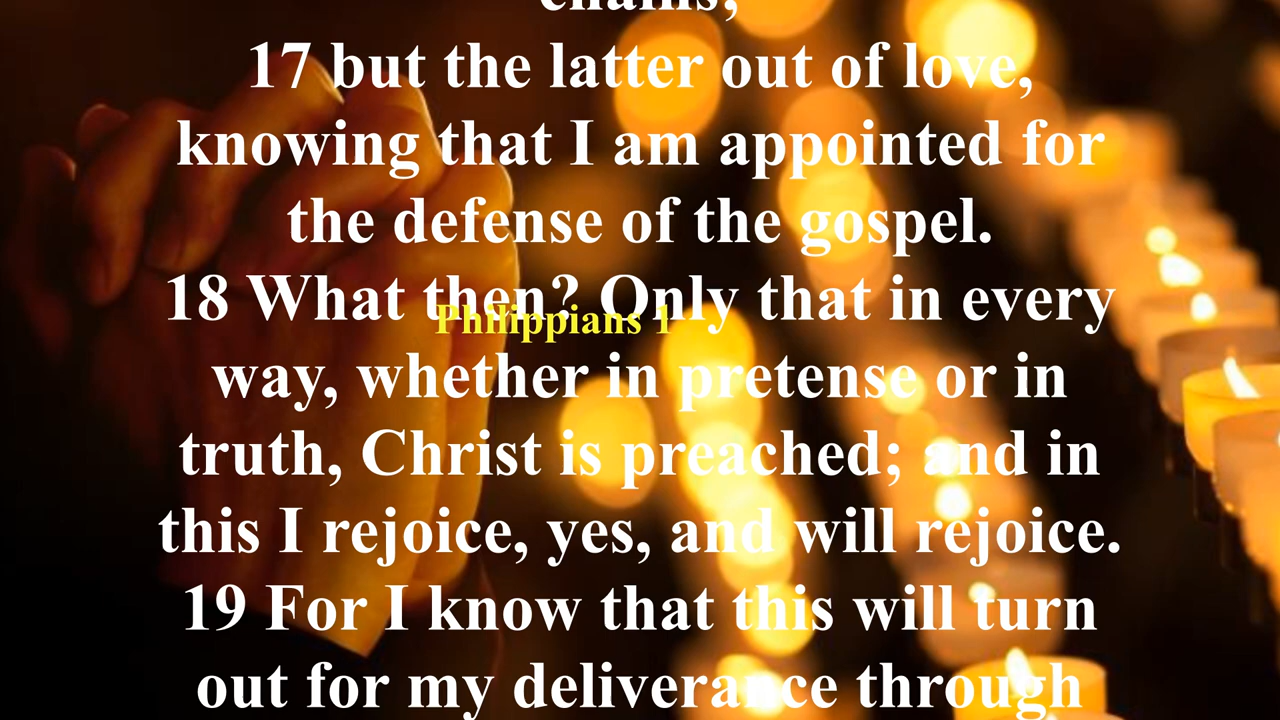 chains;
17 but the latter out of love,
knowing that I am appointed for
the defense of the gospel.
18 What then? Only that in every
Philippians 1
way, whether in pretense or in
truth, Christ is preached; and in
this I rejoice, yes, and will rejoice.
19 For I know that this will turn
out for my deliverance through